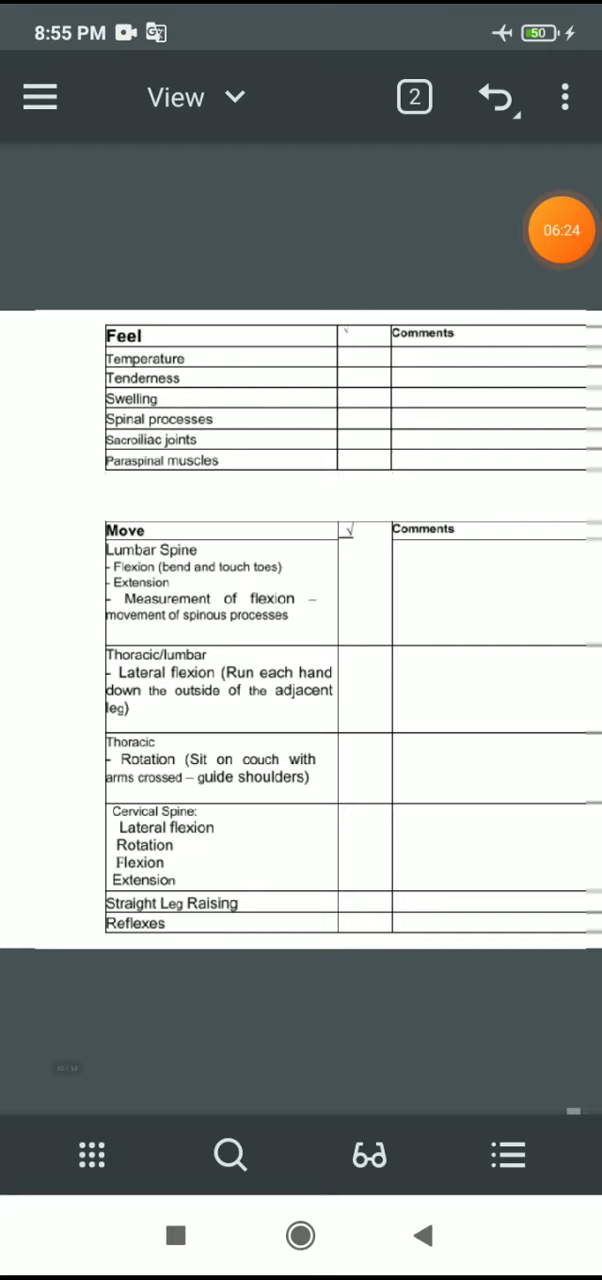 8:55 PM
50
View
2
06:24
Feel √ Comments
Temperature
Tenderness
Swelling
Spinal processes
Sacroiliac joints
Paraspinal muscles
Move √ Comments
Lumbar Spine
- Flexion (bend and touch toes)
- Extension
- Measurement of flexion –
movement of spinous processes
Thoracic/lumbar
- Lateral flexion (Run each hand
down the outside of the adjacent
leg)
Thoracic
- Rotation (Sit on couch with
arms crossed – guide shoulders)
Cervical Spine:
Lateral flexion
Rotation
Flexion
Extension
Straight Leg Raising
Reflexes